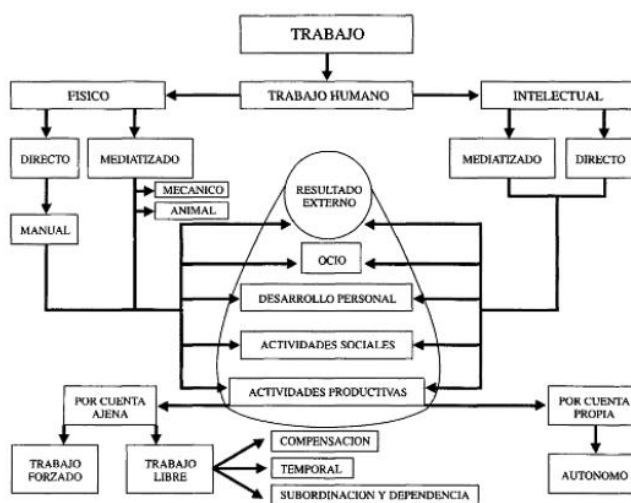 TRABAJO
FISICO
TRABAJO HUMANO
INTELECTUAL
DIRECTO
MEDIATIZADO
MEDIATIZADO
DIRECTO
RESULTADO
EXTERNO
MECANICO
ANIMAL
MANUAL
OCIO
DESARROLLO PERSONAL
ACTIVIDADES SOCIALES
ACTIVIDADES PRODUCTIVAS
POR CUENTA
AJENA
POR CUENTA
PROPIA
TRABAJO
FORZADO
TRABAJO
LIBRE
COMPENSACION
TEMPORAL
SUBORDINACION Y DEPENDENCIA
AUTONOMO